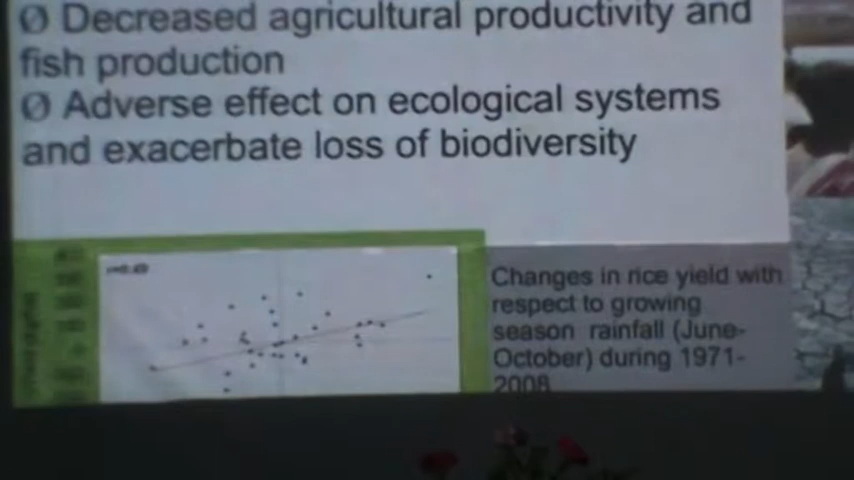 Ø Decreased agricultural productivity and
fish production
Ø Adverse effect on ecological systems
and exacerbate loss of biodiversity
Changes in rice yield with
respect to growing
season rainfall (June-
October) during 1971-
2008